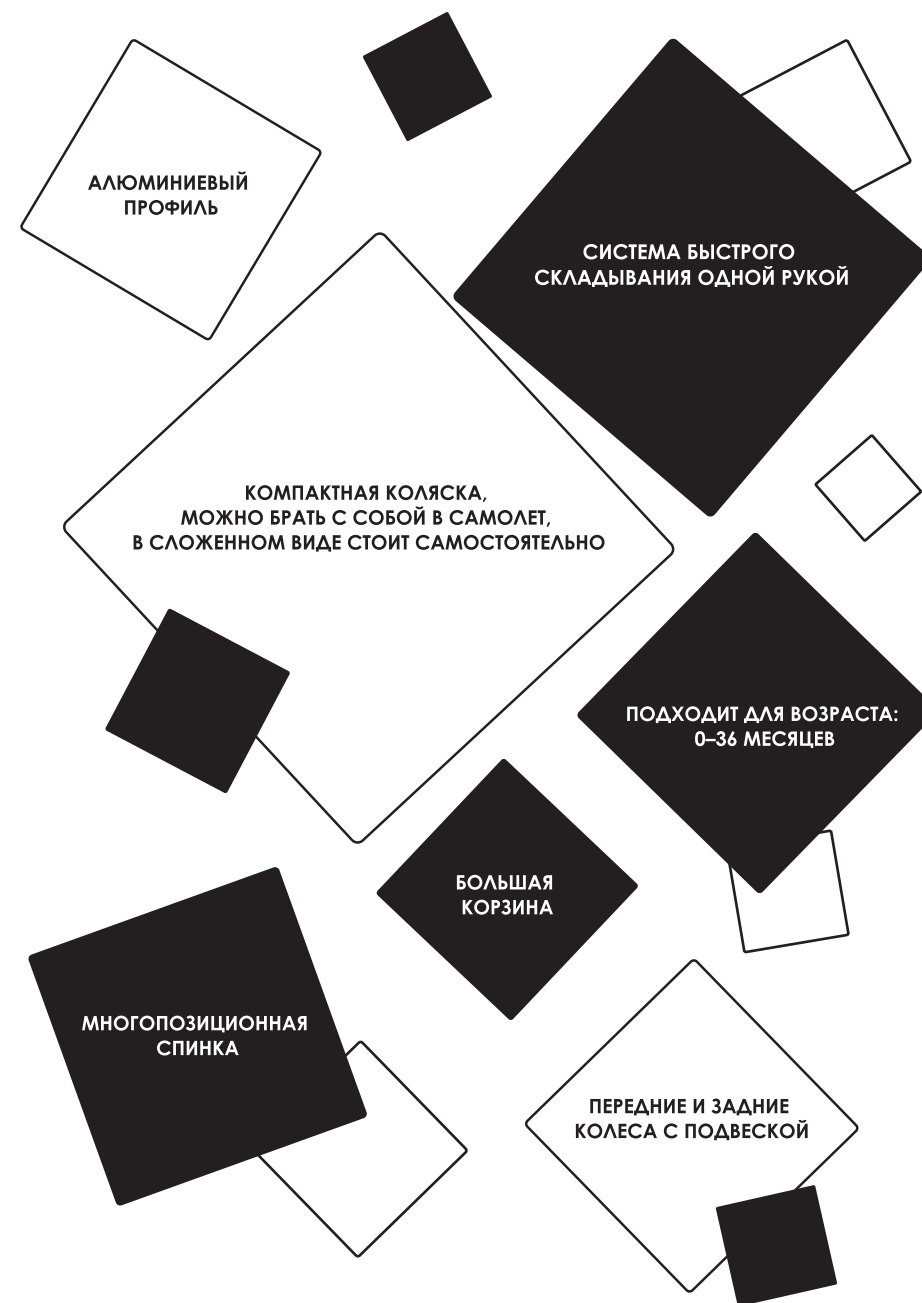 АЛЮМИНИЕВЫЙ
ПРОФИЛЬ
СИСТЕМА БЫСТРОГО
СКЛАДЫВАНИЯ ОДНОЙ РУКОЙ
КОМПАКТНАЯ КОЛЯСКА,
МОЖНО БРАТЬ С СОБОЙ В САМОЛЕТ,
В СЛОЖЕННОМ ВИДЕ СТОИТ САМОСТОЯТЕЛЬНО
ПОДХОДИТ ДЛЯ ВОЗРАСТА:
0–36 МЕСЯЦЕВ
БОЛЬШАЯ
КОРЗИНА
МНОГОПОЗИЦИОННАЯ
СПИНКА
ПЕРЕДНИЕ И ЗАДНИЕ
КОЛЕСА С ПОДВЕСКОЙ